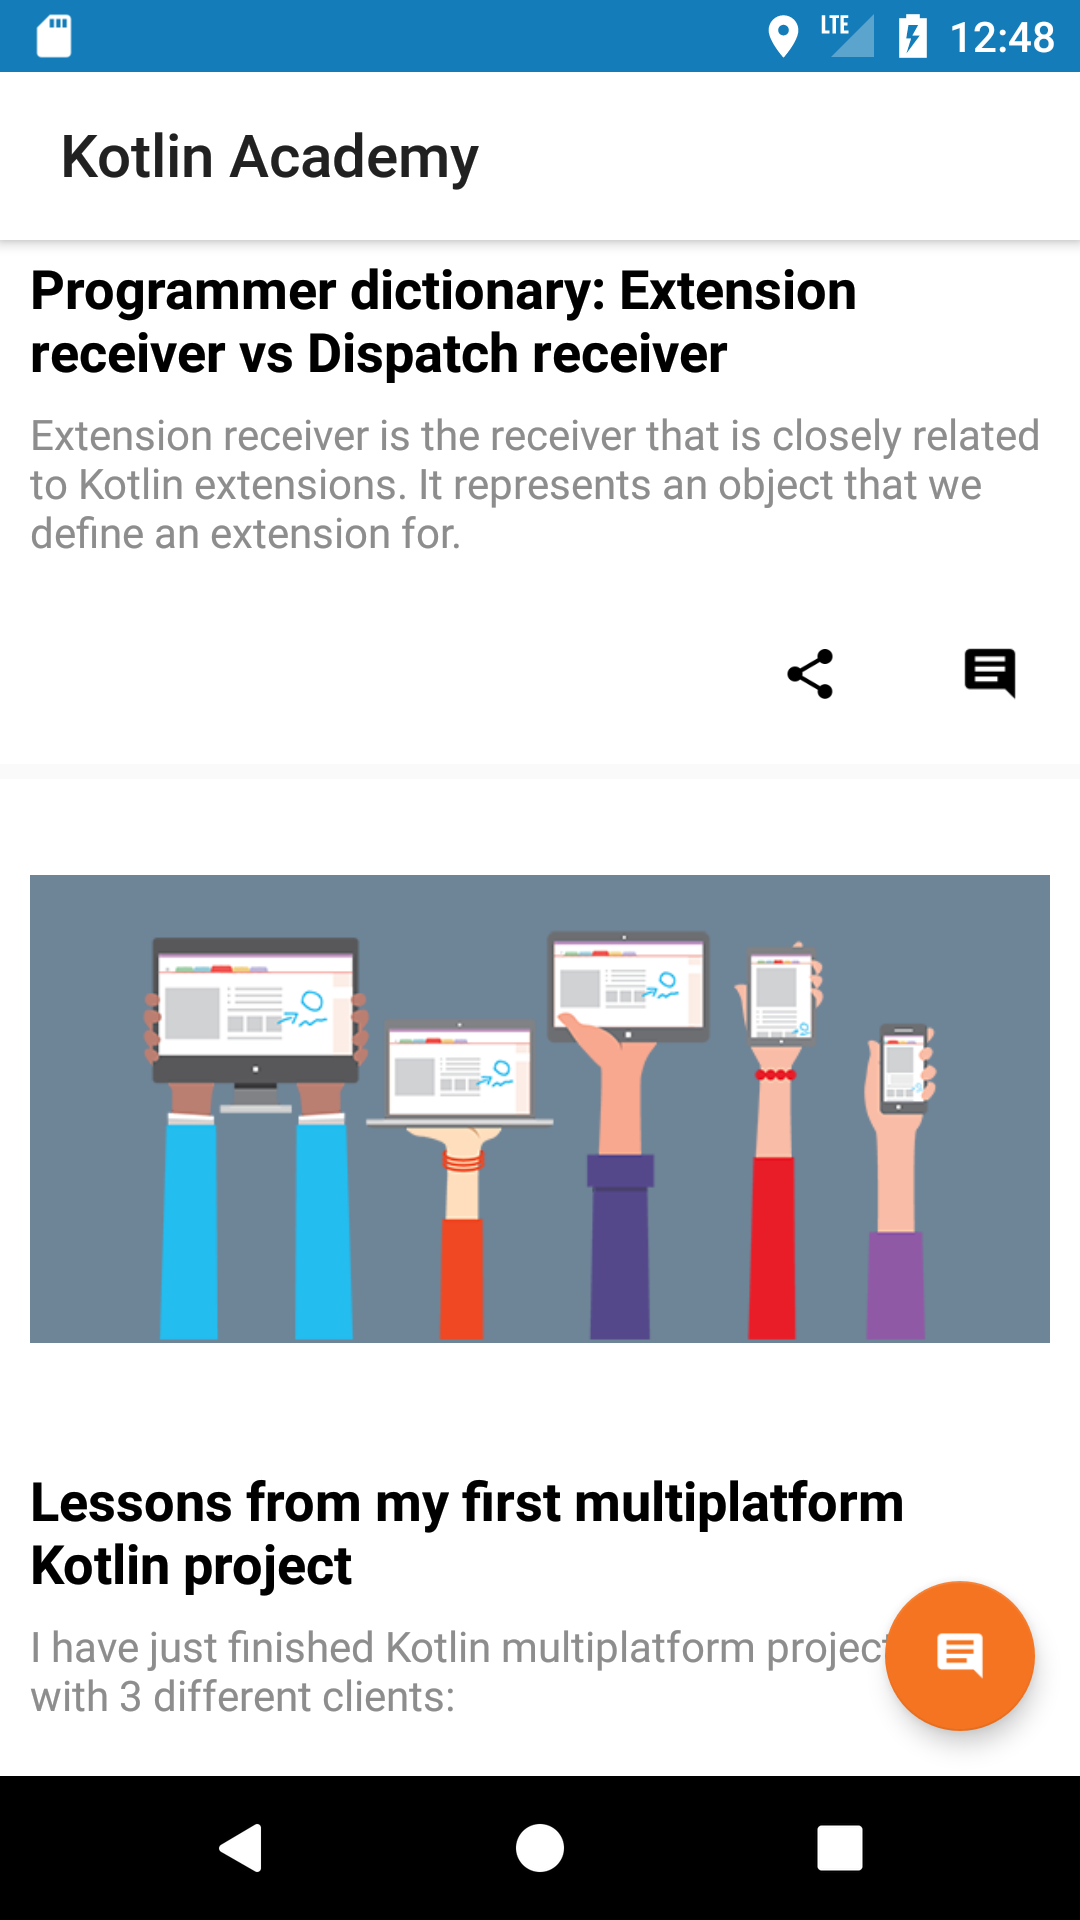 LTE 12:48
Kotlin Academy
Programmer dictionary: Extension
receiver vs Dispatch receiver
Extension receiver is the receiver that is closely related
to Kotlin extensions. It represents an object that we
define an extension for.
Lessons from my first multiplatform
Kotlin project
I have just finished Kotlin multiplatform project
with 3 different clients: